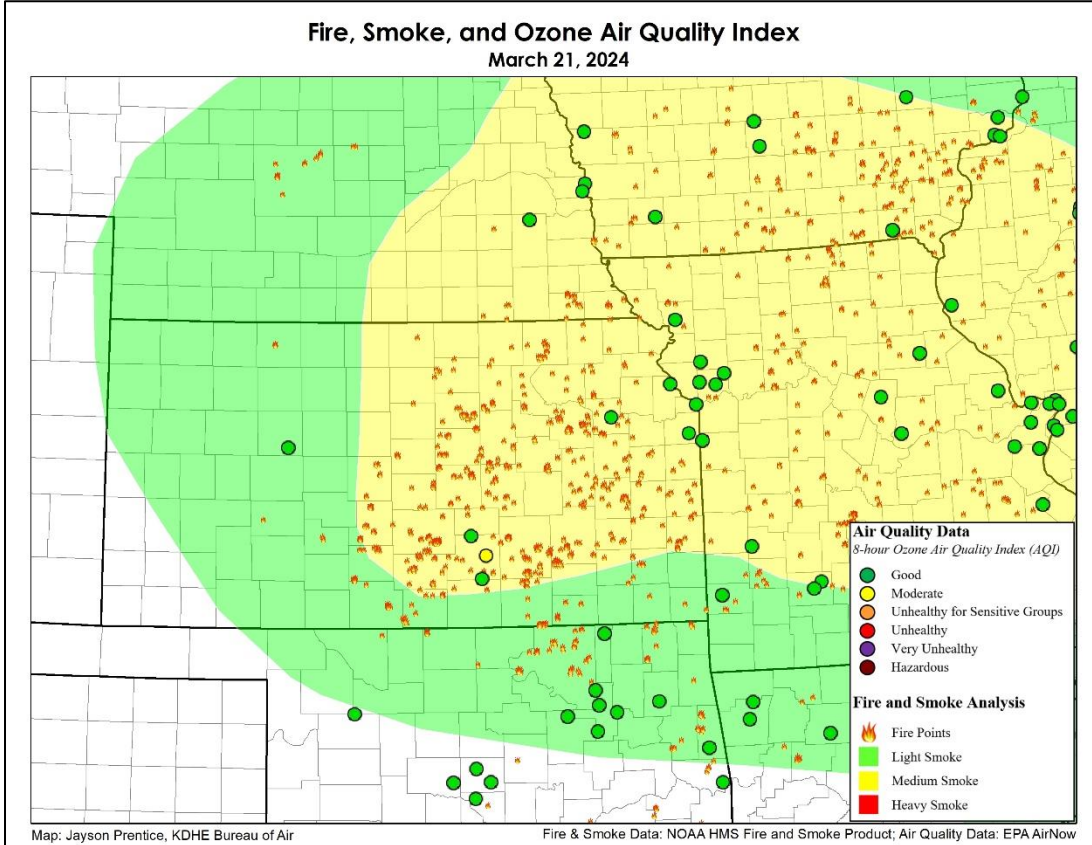 Fire, Smoke, and Ozone Air Quality Index
March 21, 2024
Air Quality Data
8-hour Ozone Air Quality Index (AQI)
Good
Moderate
Unhealthy for Sensitive Groups
Unhealthy
Very Unhealthy
Hazardous
Fire and Smoke Analysis
Fire Points
Light Smoke
Medium Smoke
Heavy Smoke
Map: Jayson Prentice, KDHE Bureau of Air
Fire & Smoke Data: NOAA HMS Fire and Smoke Product; Air Quality Data: EPA AirNow